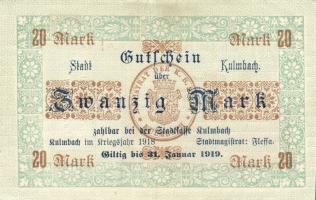 20 Mark Mark 20
Gutschein
Stadt über Kulmbach.
Zwanzig Mark
zahlbar bei der Stadtkasse Kulmbach
Kulmbach im Kriegsjahr 1918 Stadtmagistrat: Flessa.
Giltig bis 31. Januar 1919.
20 Mark Mark 20